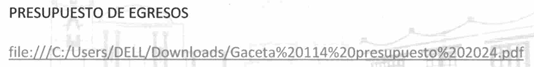 PRESUPUESTO DE EGRESOS
file:///C:/Users/DELL/Downloads/Gaceta%20114%20presupuesto%202024.pdf